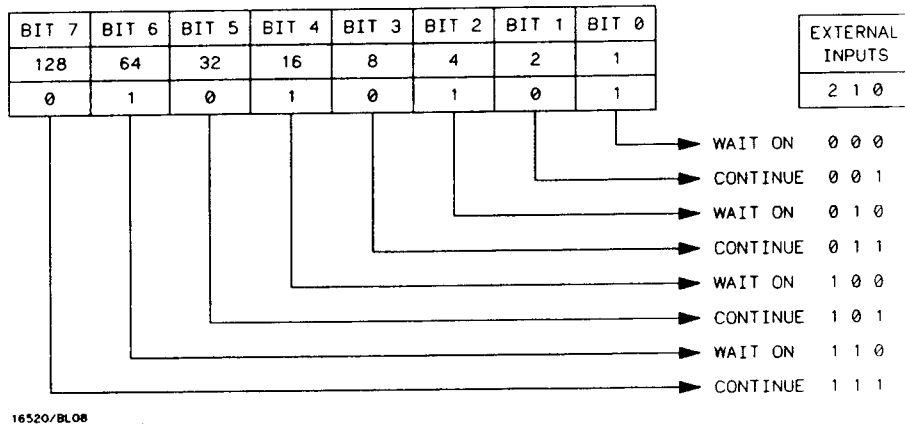 BIT 7 BIT 6 BIT 5 BIT 4 BIT 3 BIT 2 BIT 1 BIT 0
128 64 32 16 8 4 2 1
0 1 0 1 0 1 0 1
EXTERNAL
INPUTS
2 1 0
WAIT ON 0 0 0
CONTINUE 0 0 1
WAIT ON 0 1 0
CONTINUE 0 1 1
WAIT ON 1 0 0
CONTINUE 1 0 1
WAIT ON 1 1 0
CONTINUE 1 1 1
16520/BL08